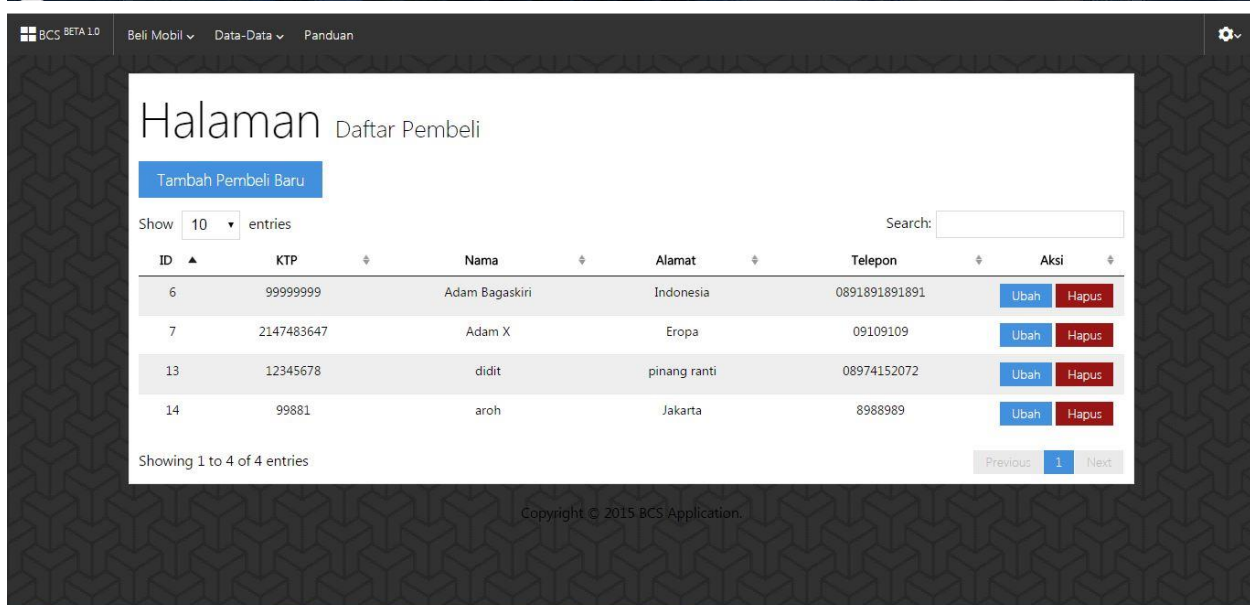 BCS BETA 1.0 Beli Mobil Data-Data Panduan
Halaman Daftar Pembeli
Tambah Pembeli Baru
Show 10 entries Search:
ID KTP Nama Alamat Telepon Aksi
6 99999999 Adam Bagaskiri Indonesia 0891891891891 Ubah Hapus
7 2147483647 Adam X Eropa 09109109 Ubah Hapus
13 12345678 didit pinang ranti 08974152072 Ubah Hapus
14 99881 aroh Jakarta 8988989 Ubah Hapus
Showing 1 to 4 of 4 entries Previous 1 Next
Copyright © 2015 BCS Application.